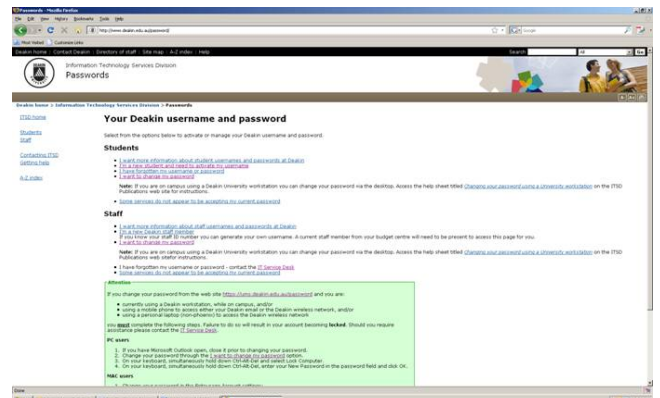 Passwords - Mozilla Firefox
File Edit View History Bookmarks Tools Help
http://www.deakin.edu.au/password/
Google
Most Visited Customize Links
Deakin home Contact Deakin Directory of staff Site map A-Z index Help
Search All Go
Information Technology Services Division
Passwords
Deakin home > Information Technology Services Division > Passwords
ITSD home
Students
Staff
Contacting ITSD
Getting help
A-Z index
Your Deakin username and password
Select from the options below to activate or manage your Deakin username and password.
Students
I want more information about student usernames and passwords at Deakin
I'm a new student and need to activate my username
I have forgotten my username or password
I want to change my password
Note: If you are on campus using a Deakin University workstation you can change your password via the desktop. Access the help sheet titled Changing your password using a University workstation on the ITSD
Publications web site for instructions.
Some services do not appear to be accepting my current password
Staff
I want more information about staff usernames and passwords at Deakin
I'm a new Deakin staff member
If you know your staff ID number you can generate your own username. A current staff member from your budget centre will need to be present to access this page for you.
I want to change my password
Note: If you are on campus using a Deakin University workstation you can change your password via the desktop. Access the help sheet titled Changing your password using a University workstation on the ITSD
Publications web sitefor instructions.
I have forgotten my username or password - contact the IT Service Desk
Some services do not appear to be accepting my current password
Attention
If you change your password from the web site https://ums.deakin.edu.au/password and you are:
currently using a Deakin workstation, while on campus, and/or
using a mobile phone to access either your Deakin email or the Deakin wireless network, and/or
using a personal laptop (non-phoenix) to access the Deakin wireless network
you must complete the following steps. Failure to do so will result in your account becoming locked. Should you require
assistance please contact the IT Service Desk.
PC users
1. If you have Microsoft Outlook open, close it prior to changing your password.
2. Change your password through the I want to change my password option.
3. On your keyboard, simultaneously hold down Ctrl-Alt-Del and select Lock Computer.
4. On your keyboard, simultaneously hold down Ctrl-Alt-Del, enter your New Password in the password field and click OK.
MAC users
Done